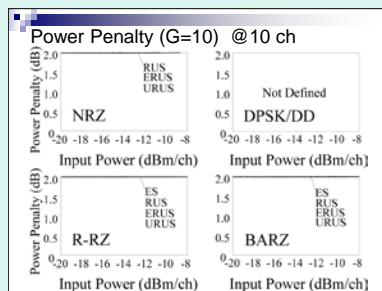 Power Penalty (G=10) @10 ch
Power Penalty (dB)
2.0
1.5
1.0
0.5
0
RUS
ERUS
URUS
NRZ
-20 -18 -16 -14 -12 -10 -8
Input Power (dBm/ch)
2.0
1.5
1.0
0.5
0
Not Defined
DPSK/DD
-20 -18 -16 -14 -12 -10 -8
Input Power (dBm/ch)
Power Penalty (dB)
2.0
1.5
1.0
0.5
0
ES
RUS
ERUS
URUS
R-RZ
-20 -18 -16 -14 -12 -10 -8
Input Power (dBm/ch)
2.0
1.5
1.0
0.5
0
ES
RUS
ERUS
URUS
BARZ
-20 -18 -16 -14 -12 -10 -8
Input Power (dBm/ch)